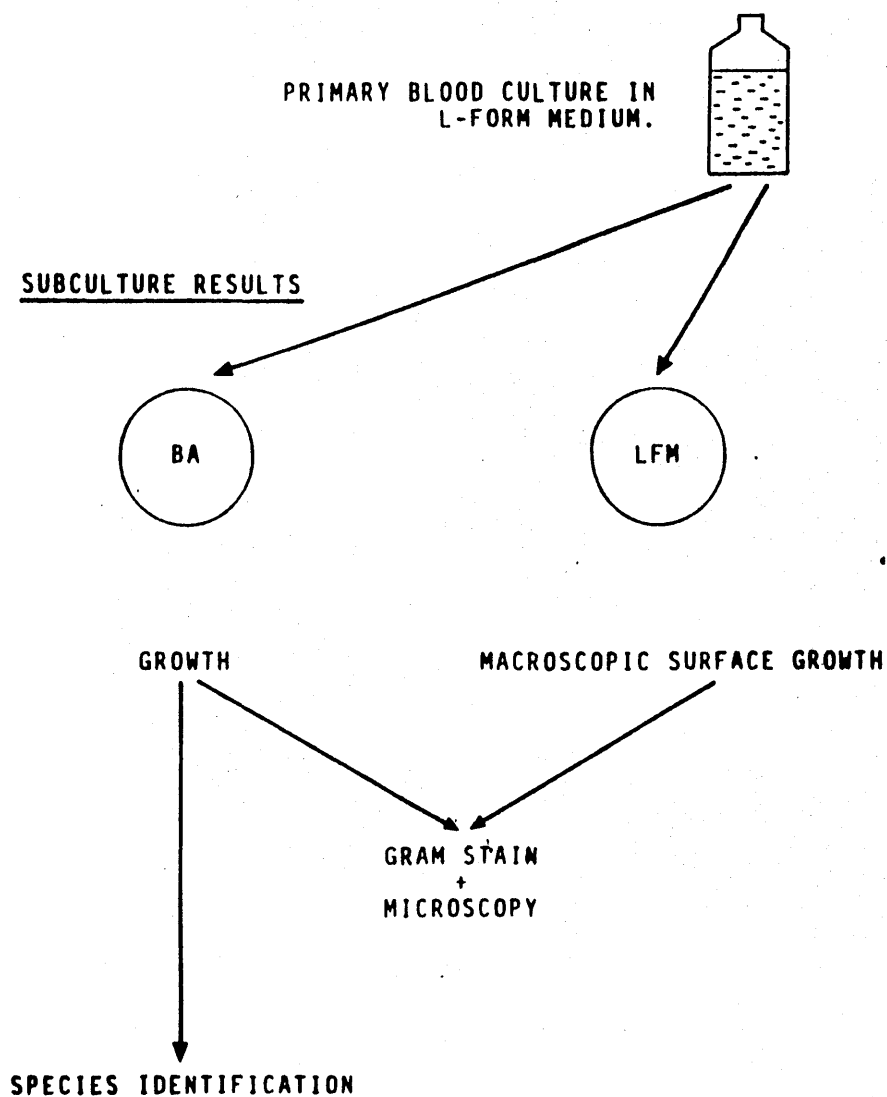 PRIMARY BLOOD CULTURE IN
L-FORM MEDIUM.
SUBCULTURE RESULTS
BA
LFM
GROWTH
MACROSCOPIC SURFACE GROWTH
GRAM STAIN
+
MICROSCOPY
SPECIES IDENTIFICATION